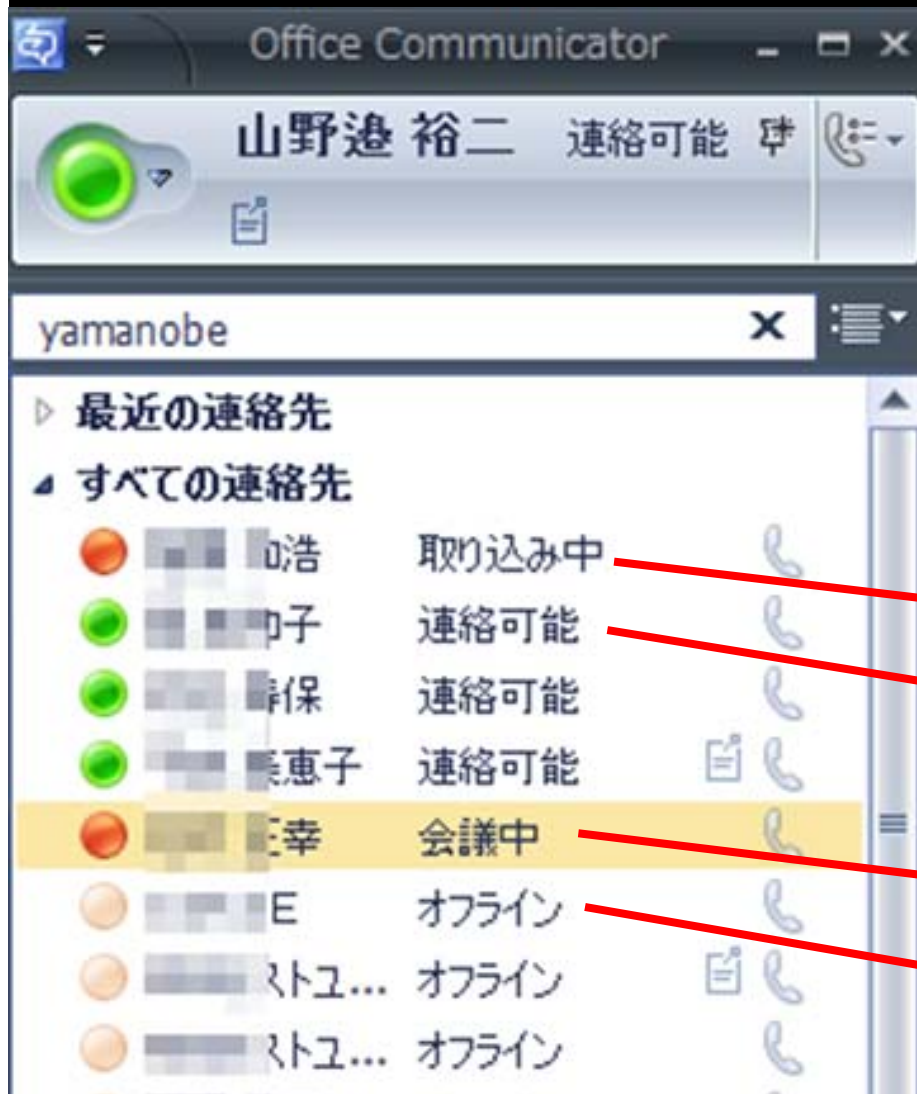 Office Communicator
山野邉 裕二 連絡可能
yamanobe
最近の連絡先
すべての連絡先
浩 取り込み中
子 連絡可能
保 連絡可能
恵子 連絡可能
幸 会議中
E オフライン
ストユ... オフライン
ストユ... オフライン